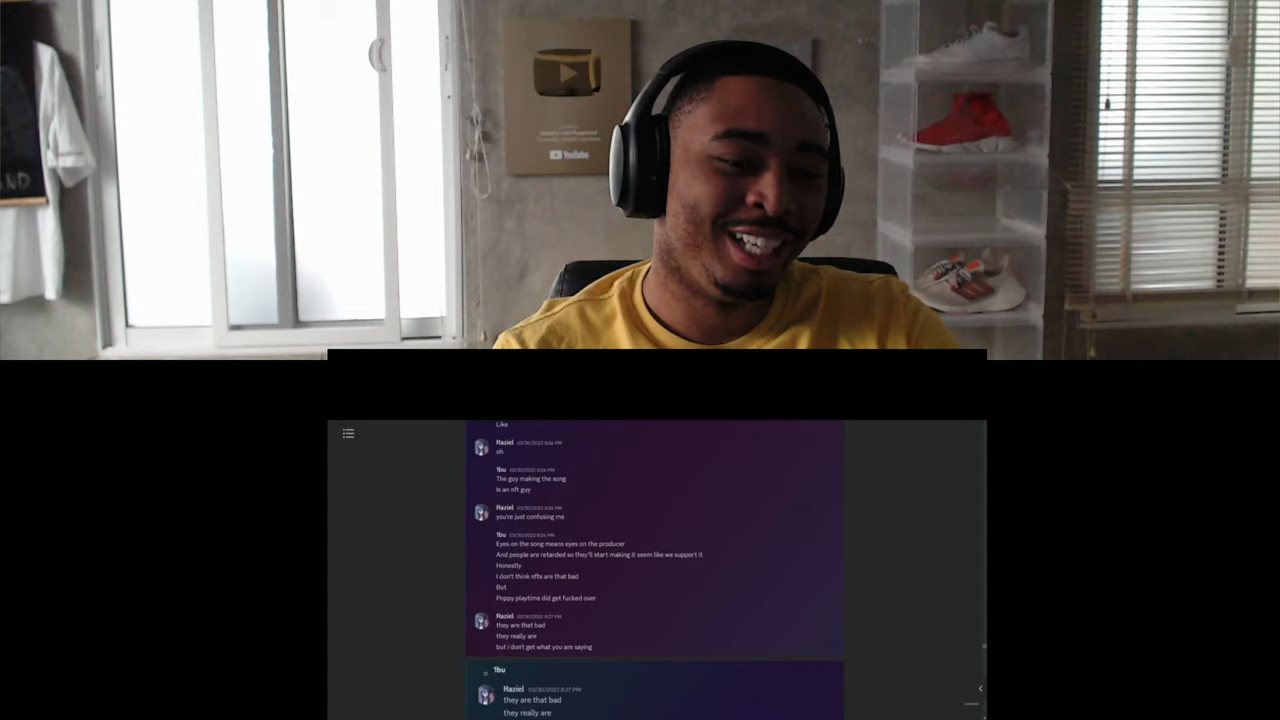 ND
YouTube
Like
Raziel 03/30/2022 8:26 PM
oh
1bu 03/30/2022 8:26 PM
The guy making the song
Is an nft guy
Raziel 03/30/2022 8:26 PM
you're just confusing me
1bu 03/30/2022 8:26 PM
Eyes on the song means eyes on the producer
And people are retarded so they'll start making it seem like we support it
Honestly
I don't think nfts are that bad
But
Poppy playtime did get fucked over
Raziel 03/30/2022 8:27 PM
they are that bad
they really are
but i don't get what you are saying
1bu
Raziel 03/30/2022 8:27 PM
they are that bad
they really are